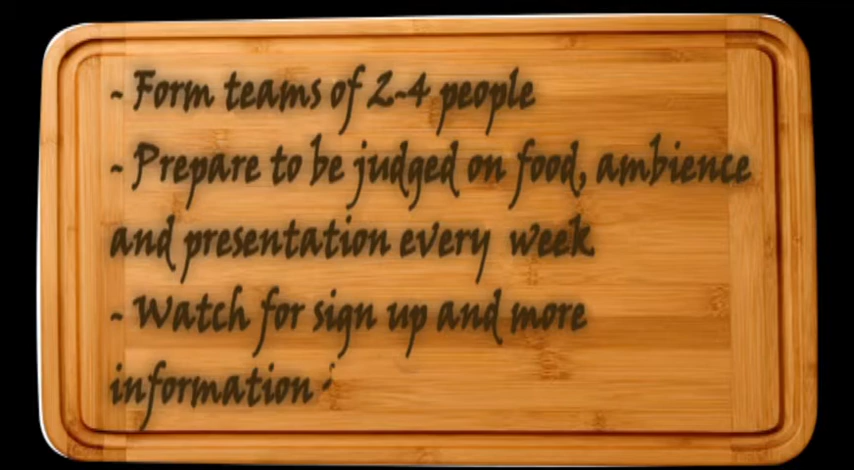 - Form teams of 2-4 people
- Prepare to be judged on food, ambience
and presentation every week
- Watch for sign up and more
information